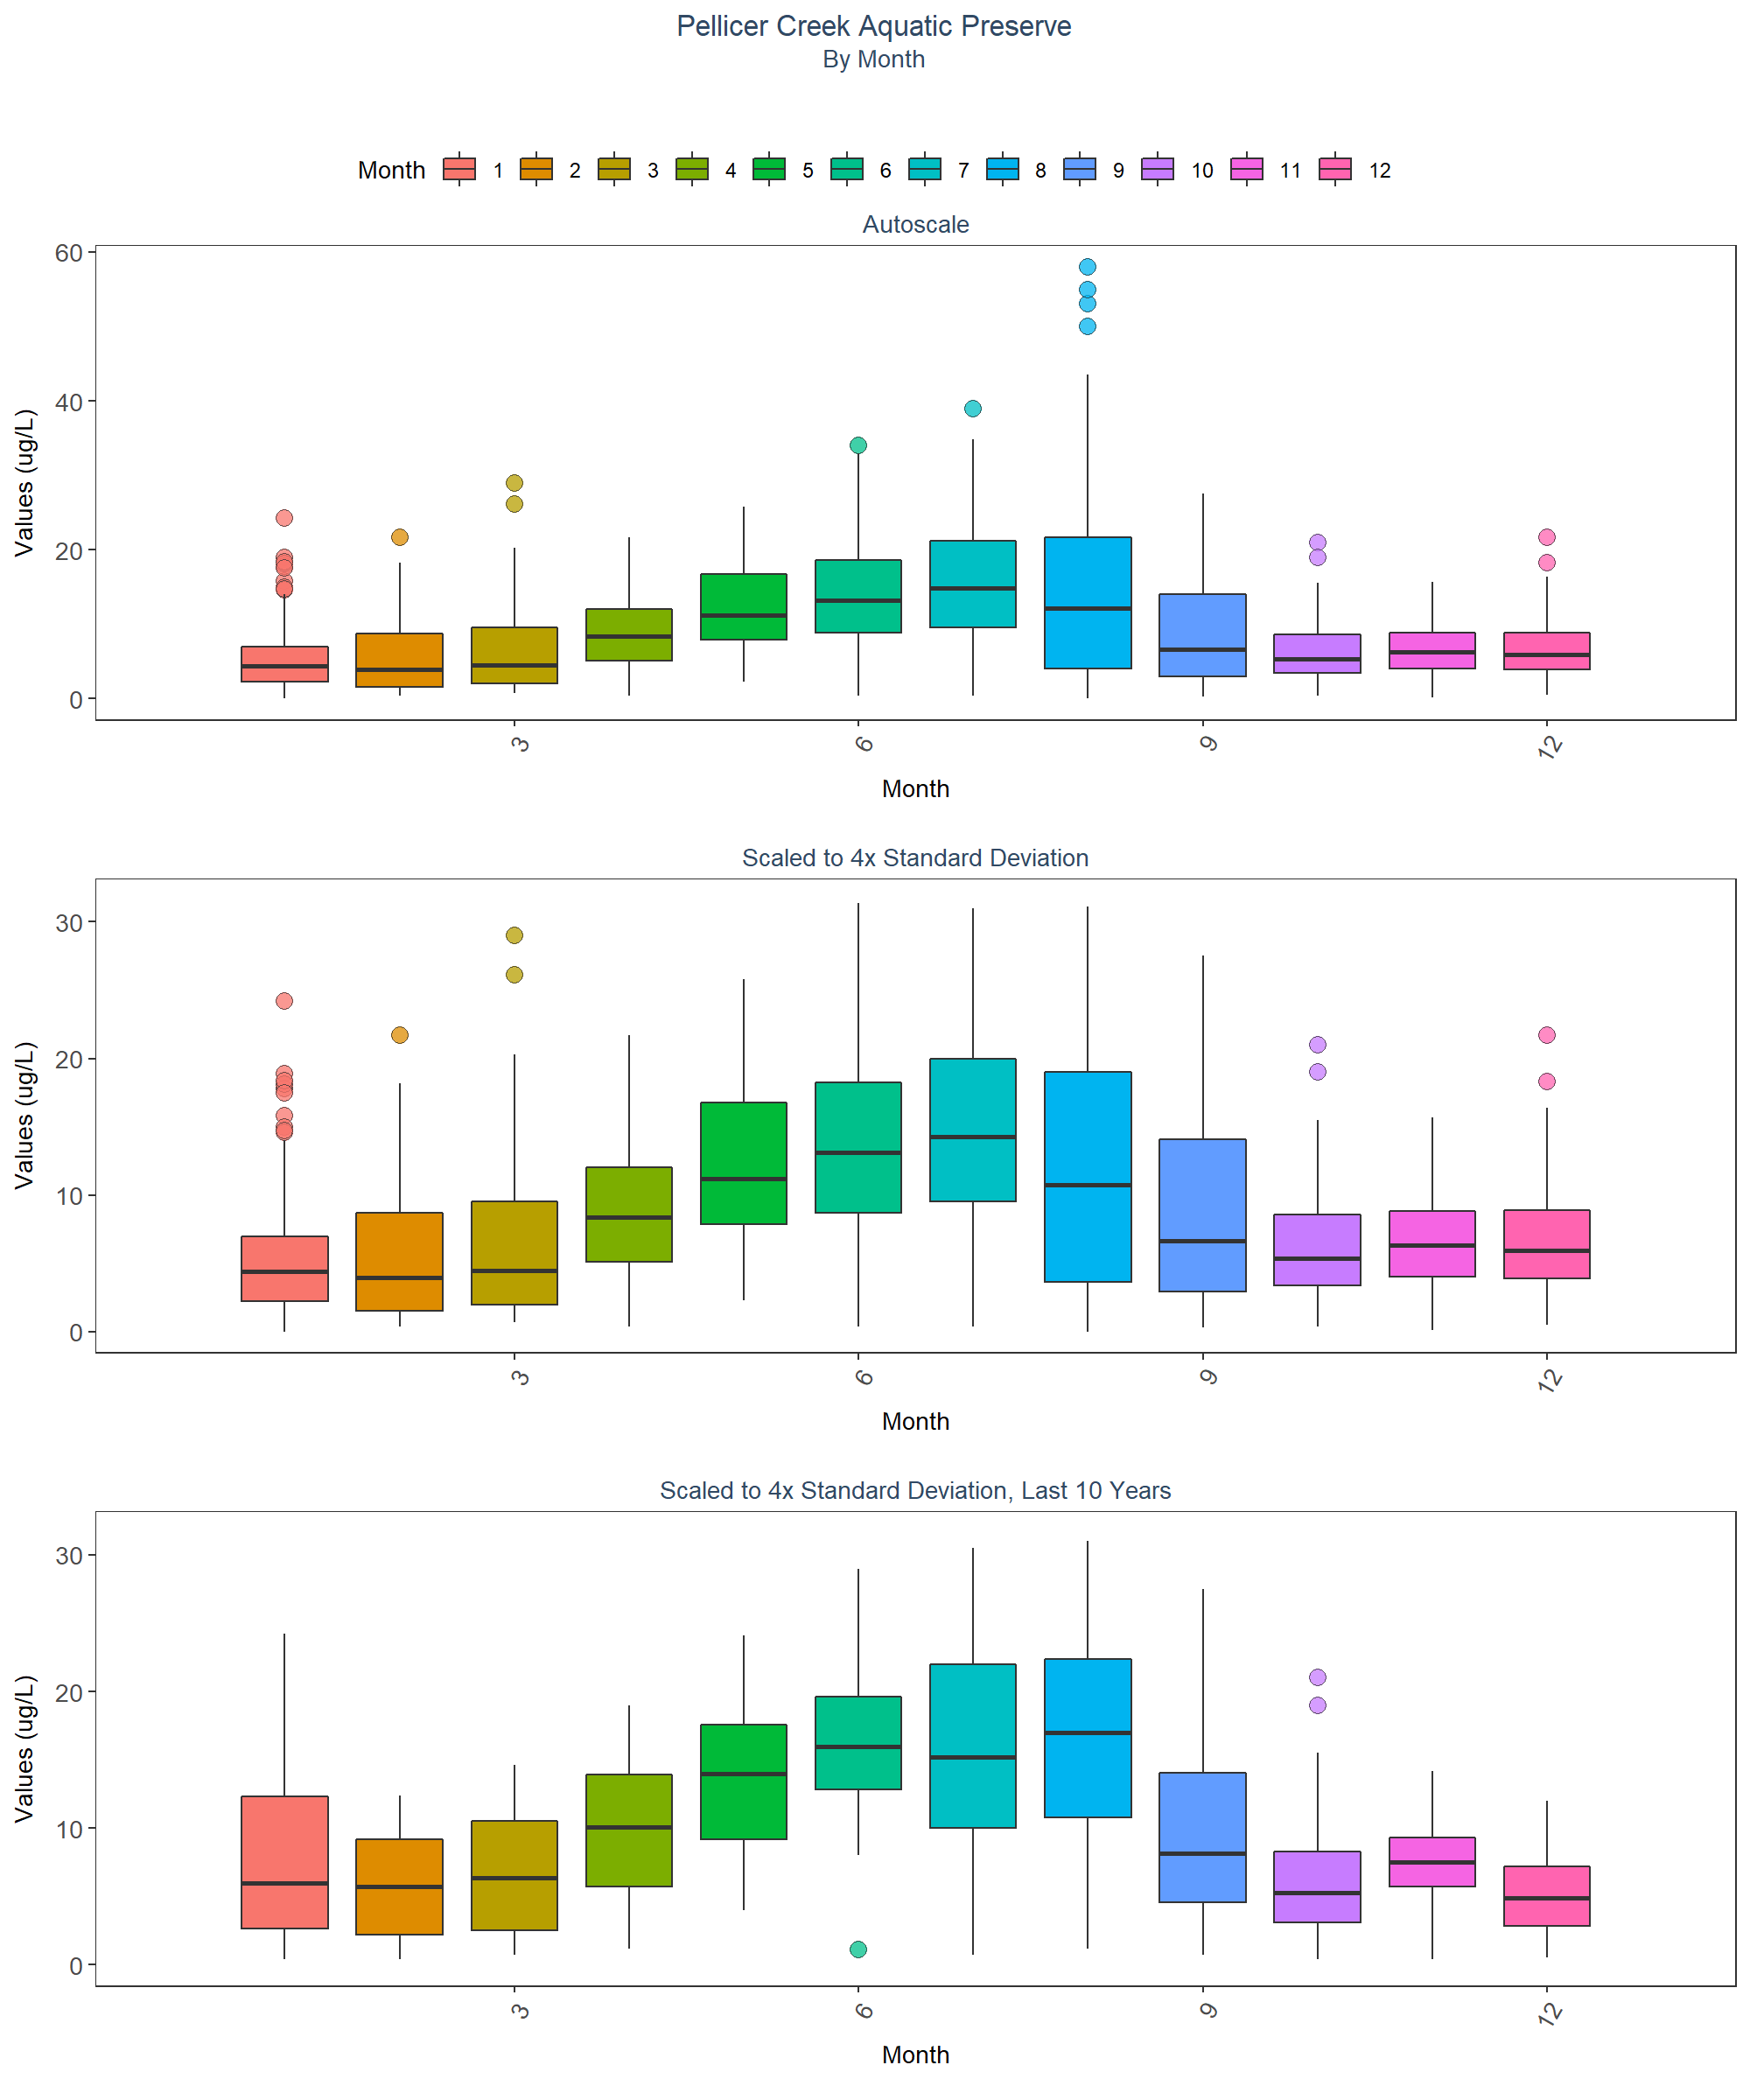 Pellicer Creek Aquatic Preserve
By Month
Month 1 2 3 4 5 6 7 8 9 10 11 12
Autoscale
Values (ug/L)
60
40
20
0
3 6 9 12
Month
Scaled to 4x Standard Deviation
Values (ug/L)
30
20
10
0
3 6 9 12
Month
Scaled to 4x Standard Deviation, Last 10 Years
Values (ug/L)
30
20
10
0
3 6 9 12
Month